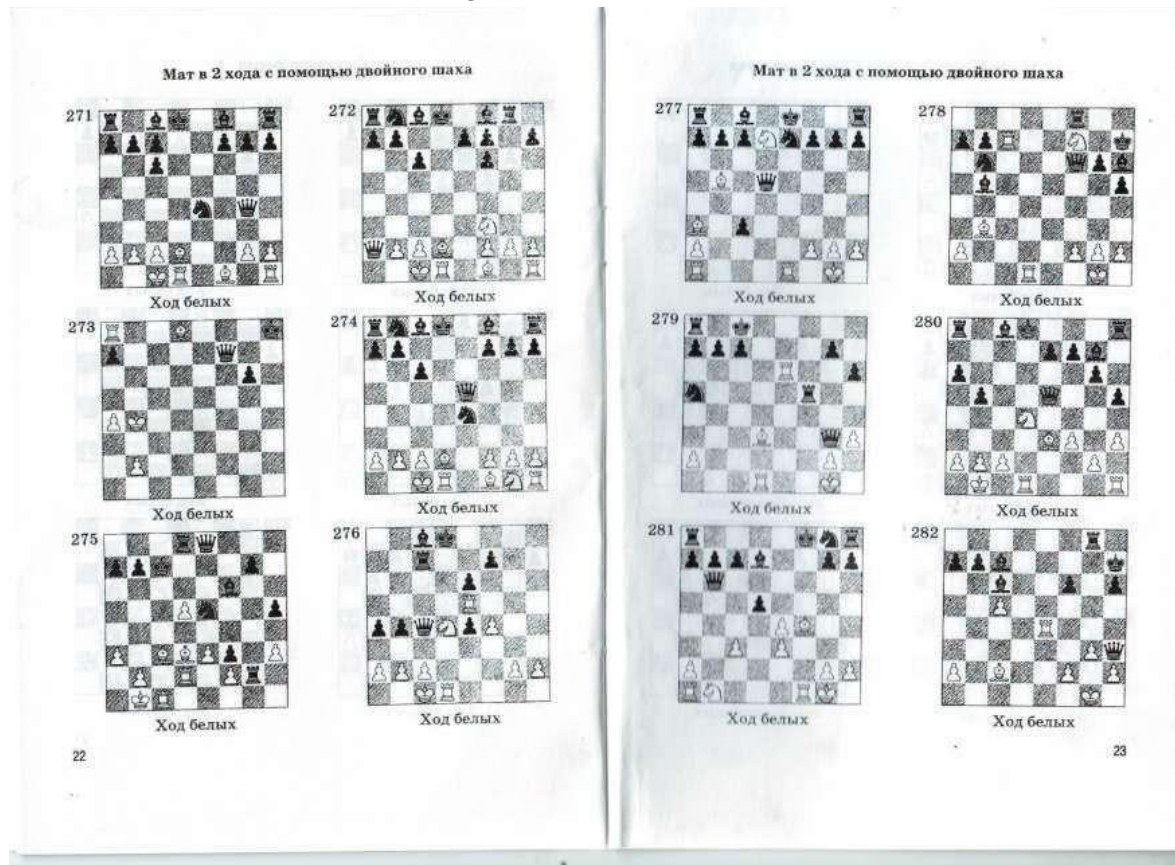 Мат в 2 хода с помощью двойного шаха
271
272
Ход белых
Ход белых
273
274
Ход белых
Ход белых
275
276
Ход белых
Ход белых
22
Мат в 2 хода с помощью двойного шаха
277
278
Ход белых
Ход белых
279
280
Ход белых
Ход белых
281
282
Ход белых
Ход белых
23